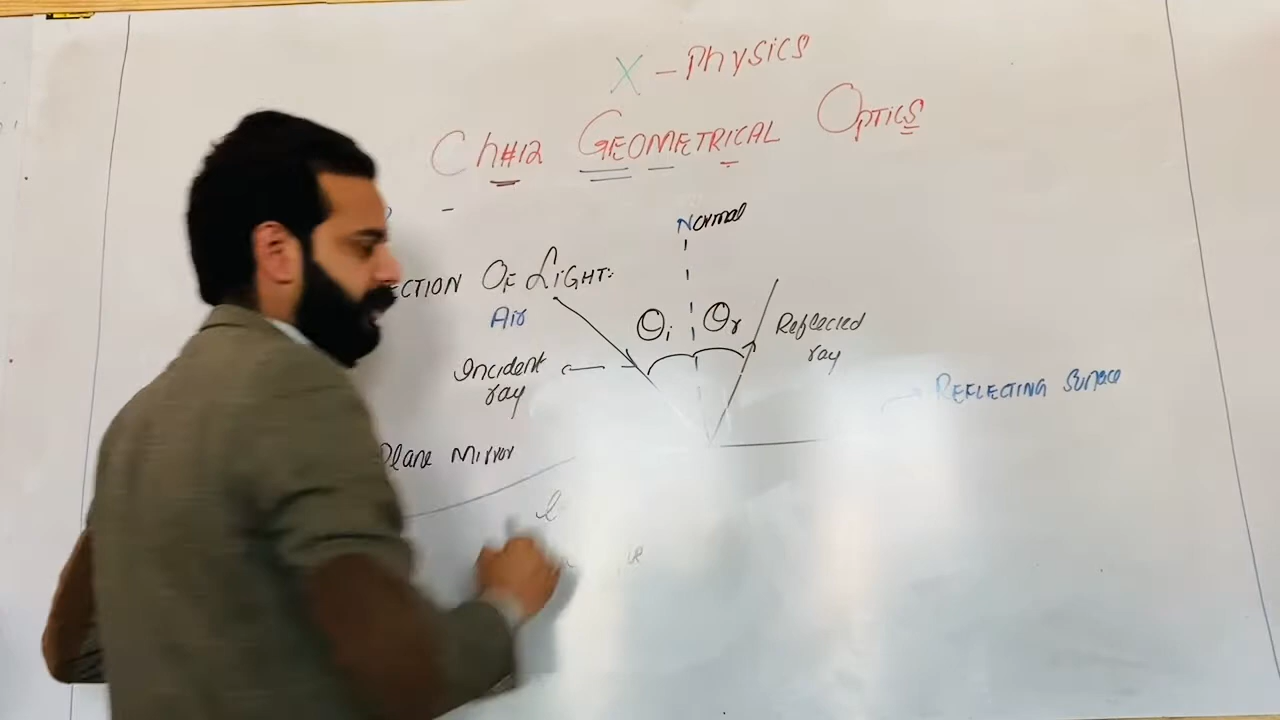 X - Physics
Ch#12 GEOMETRICAL OPTICS
Normal
ECTION OF LIGHT:
Air
θi θr
Reflected
ray
Incident
ray
REFLECTING Surface
Plane Mirror